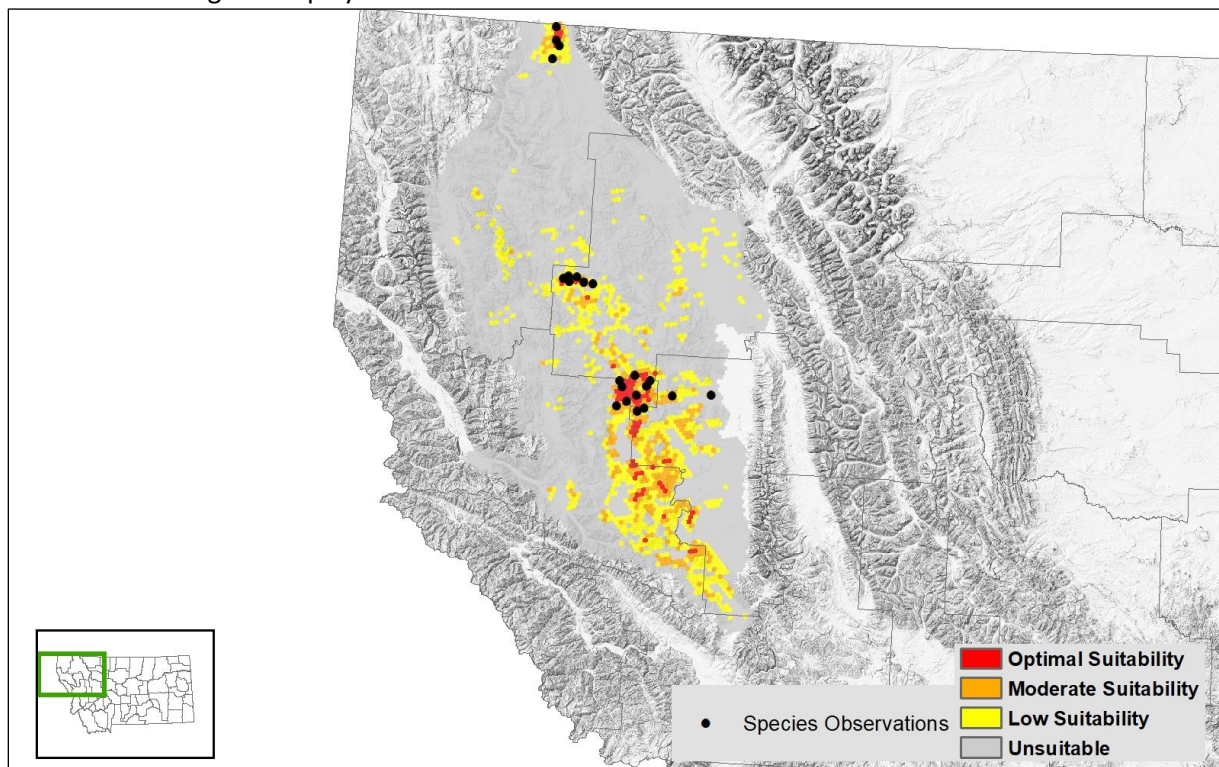 Optimal Suitability
Moderate Suitability
Species Observations
Low Suitability
Unsuitable